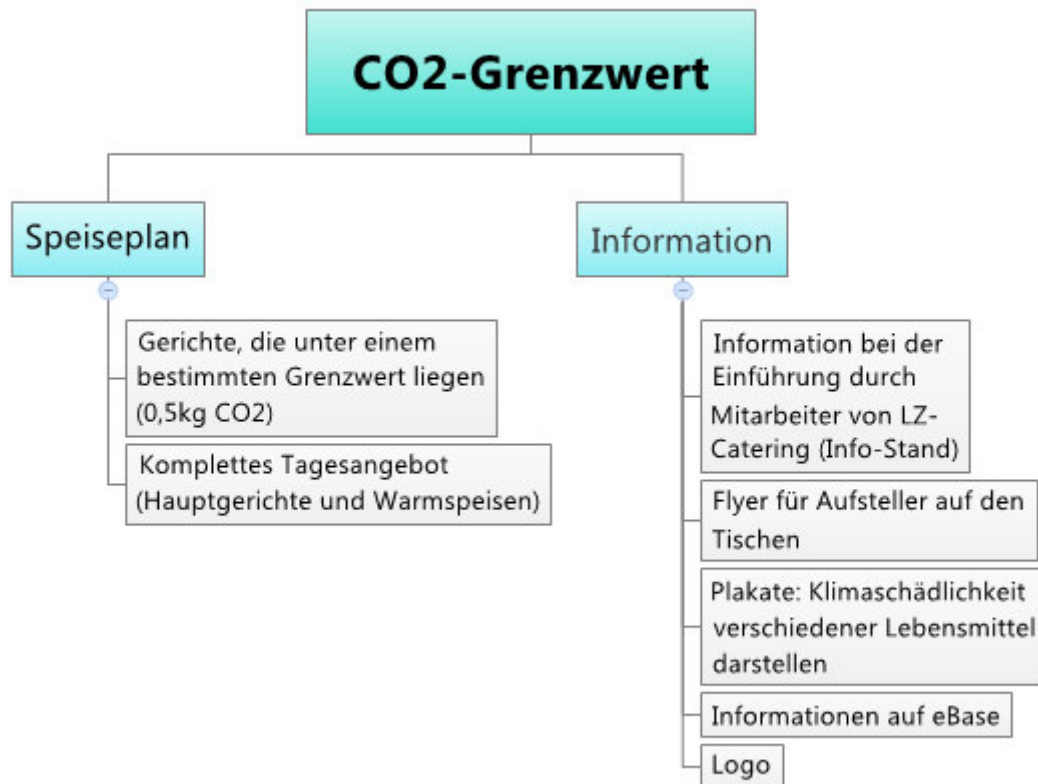 CO2-Grenzwert
Speiseplan
Gerichte, die unter einem
bestimmten Grenzwert liegen
(0,5kg CO2)
Komplettes Tagesangebot
(Hauptgerichte und Warmspeisen)
Information
Information bei der
Einführung durch
Mitarbeiter von LZ-
Catering (Info-Stand)
Flyer für Aufsteller auf den
Tischen
Plakate: Klimaschädlichkeit
verschiedener Lebensmittel
darstellen
Informationen auf eBase
Logo